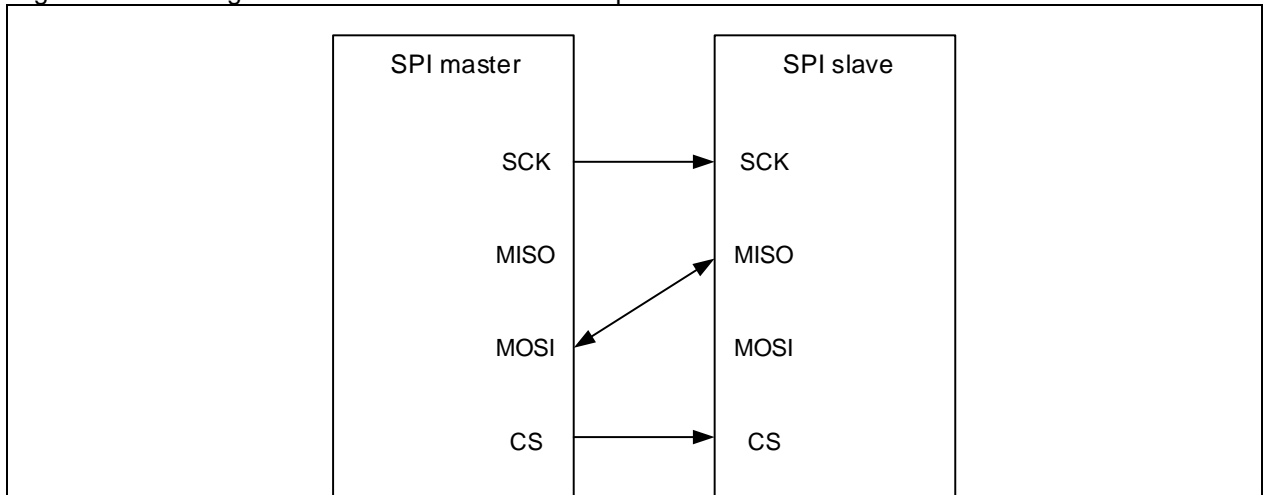 SPI master SPI slave
SCK SCK
MISO MISO
MOSI MOSI
CS CS